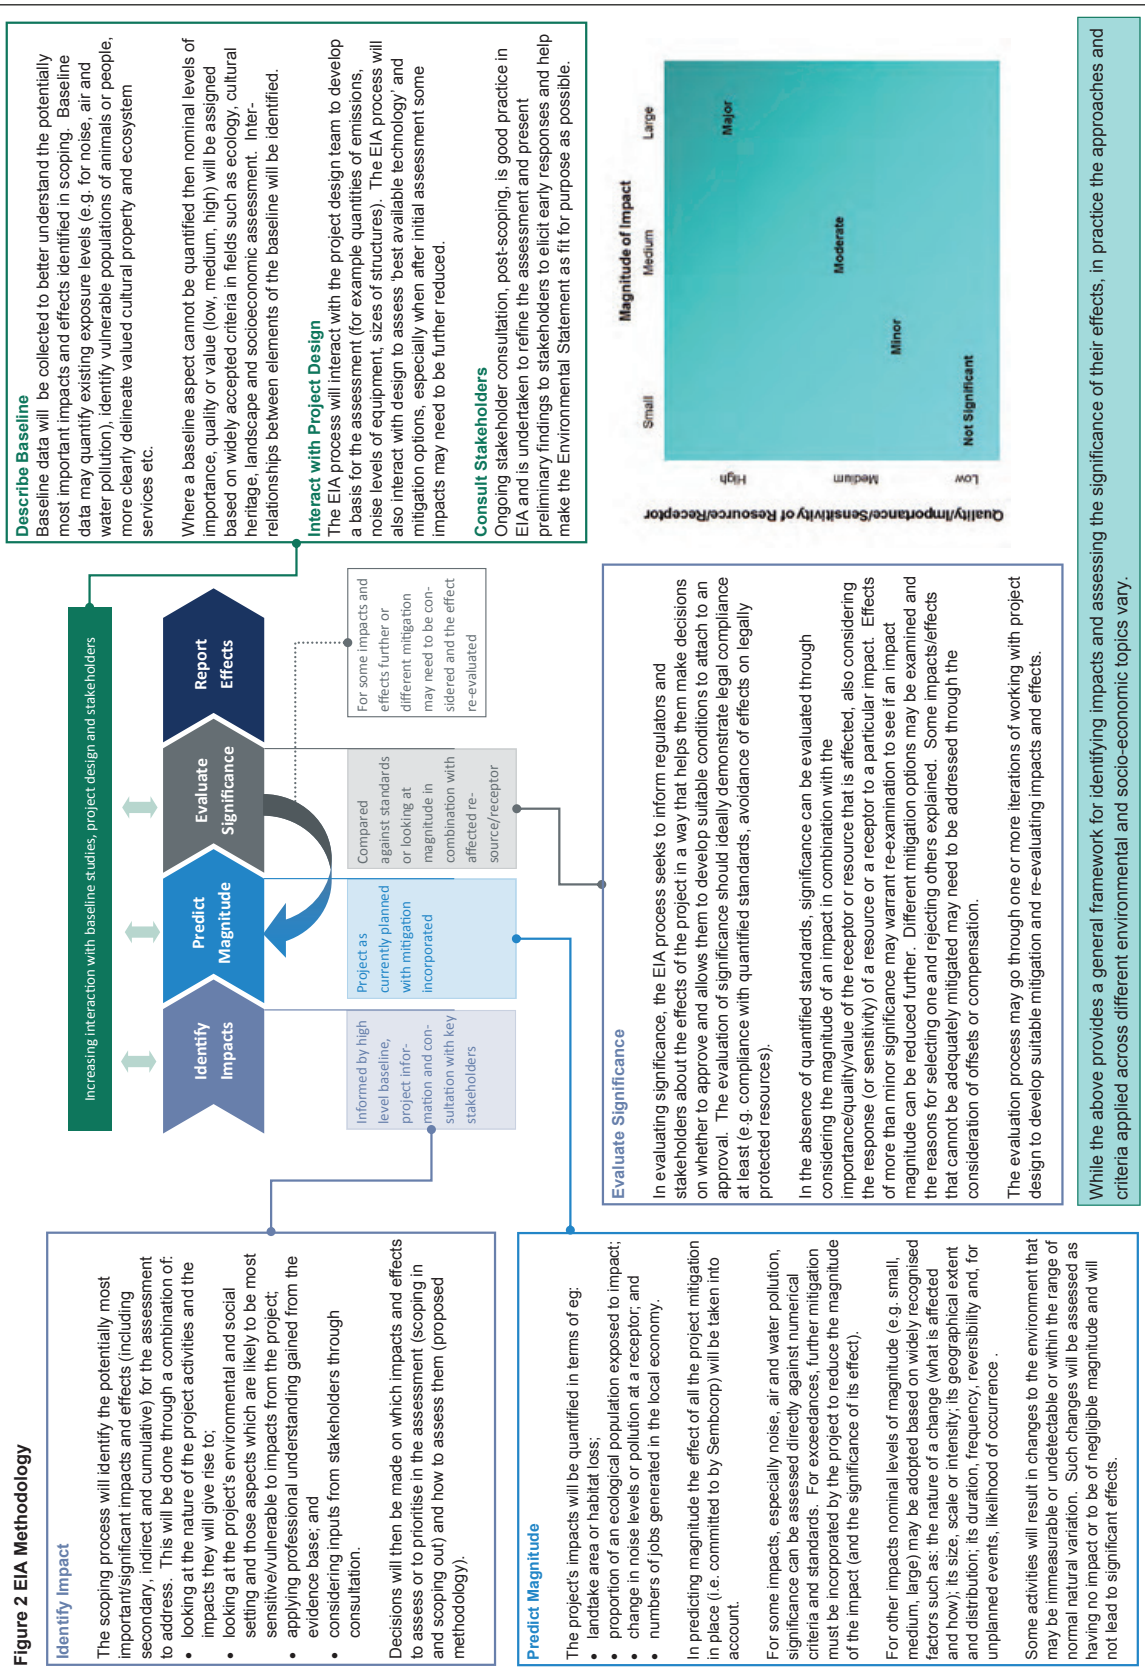 Figure 2 EIA Methodology
Identify Impact
The scoping process will identify the potentially most
important/significant impacts and effects (including
secondary, indirect and cumulative) for the assessment
to address.  This will be done through a combination of:
• looking at the nature of the project activities and the
impacts they will give rise to;
• looking at the project's environmental and social
setting and those aspects which are likely to be most
sensitive/vulnerable to impacts from the project;
• applying professional understanding gained from the
evidence base; and
• considering inputs from stakeholders through
consultation.
Decisions will then be made on which impacts and effects
to assess or to prioritise in the assessment (scoping in
and scoping out) and how to assess them (proposed
methodology).
Predict Magnitude
The project's impacts will be quantified in terms of eg:
• landtake area or habitat loss;
• proportion of an ecological population exposed to impact;
• change in noise levels or pollution at a receptor; and
• numbers of jobs generated in the local economy.
In predicting magnitude the effect of all the project mitigation
in place (i.e. committed to by Sembcorp) will be taken into
account.
For some impacts, especially noise, air and water pollution,
significance can be assessed directly against numerical
criteria and standards.  For exceedances, further mitigation
must be incorporated by the project to reduce the magnitude
of the impact (and the significance of its effect).
For other impacts nominal levels of magnitude (e.g. small,
medium, large) may be adopted based on widely recognised
factors such as: the nature of a change (what is affected
and how); its size, scale or intensity; its geographical extent
and distribution; its duration, frequency, reversibility and, for
unplanned events, likelihood of occurrence .
Some activities will result in changes to the environment that
may be immeasurable or undetectable or within the range of
normal natural variation.  Such changes will be assessed as
having no impact or to be of negligible magnitude and will
not lead to significant effects.
Increasing interaction with baseline studies, project design and stakeholders
Identify
Impacts
Predict
Magnitude
Evaluate
Significance
Report
Effects
Informed by high
level baseline,
project infor-
mation and con-
sultation with key
stakeholders
Project as
currently planned
with mitigation
incorporated
Compared
against standards
or looking at
magnitude in
combination with
affected re-
source/receptor
For some impacts and
effects further or
different mitigation
may need to be con-
sidered and the effect
re-evaluated
Evaluate Significance
In evaluating significance, the EIA process seeks to inform regulators and
stakeholders about the effects of the project in a way that helps them make decisions
on whether to approve and allows them to develop suitable conditions to attach to an
approval.  The evaluation of significance should ideally demonstrate legal compliance
at least (e.g. compliance with quantified standards, avoidance of effects on legally
protected resources).
In the absence of quantified standards, significance can be evaluated through
considering the magnitude of an impact in combination with the
importance/quality/value of the receptor or resource that is affected, also considering
the response (or sensitivity) of a resource or a receptor to a particular impact.  Effects
of more than minor significance may warrant re-examination to see if an impact
magnitude can be reduced further.  Different mitigation options may be examined and
the reasons for selecting one and rejecting others explained.  Some impacts/effects
that cannot be adequately mitigated may need to be addressed through the
consideration of offsets or compensation.
The evaluation process may go through one or more iterations of working with project
design to develop suitable mitigation and re-evaluating impacts and effects.
Describe Baseline
Baseline data will be collected to better understand the potentially
most important impacts and effects identified in scoping.  Baseline
data may quantify existing exposure levels (e.g. for noise, air and
water pollution), identify vulnerable populations of animals or people,
more clearly delineate valued cultural property and ecosystem
services etc.
Where a baseline aspect cannot be quantified then nominal levels of
importance, quality or value (low, medium, high) will be assigned
based on widely accepted criteria in fields such as ecology, cultural
heritage, landscape and socioeconomic assessment.  Inter-
relationships between elements of the baseline will be identified.
Interact with Project Design
The EIA process will interact with the project design team to develop
a basis for the assessment (for example quantities of emissions,
noise levels of equipment, sizes of structures).  The EIA process will
also interact with design to assess 'best available technology' and
mitigation options, especially when after initial assessment some
impacts may need to be further reduced.
Consult Stakeholders
Ongoing stakeholder consultation, post-scoping, is good practice in
EIA and is undertaken to refine the assessment and present
preliminary findings to stakeholders to elicit early responses and help
make the Environmental Statement as fit for purpose as possible.
Magnitude of Impact
Small
Medium
Large
Quality/Importance/Sensitivity of Resource/Receptor
High
Medium
Low
Major
Moderate
Minor
Not Significant
While the above provides a general framework for identifying impacts and assessing the significance of their effects, in practice the approaches and
criteria applied across different environmental and socio-economic topics vary.